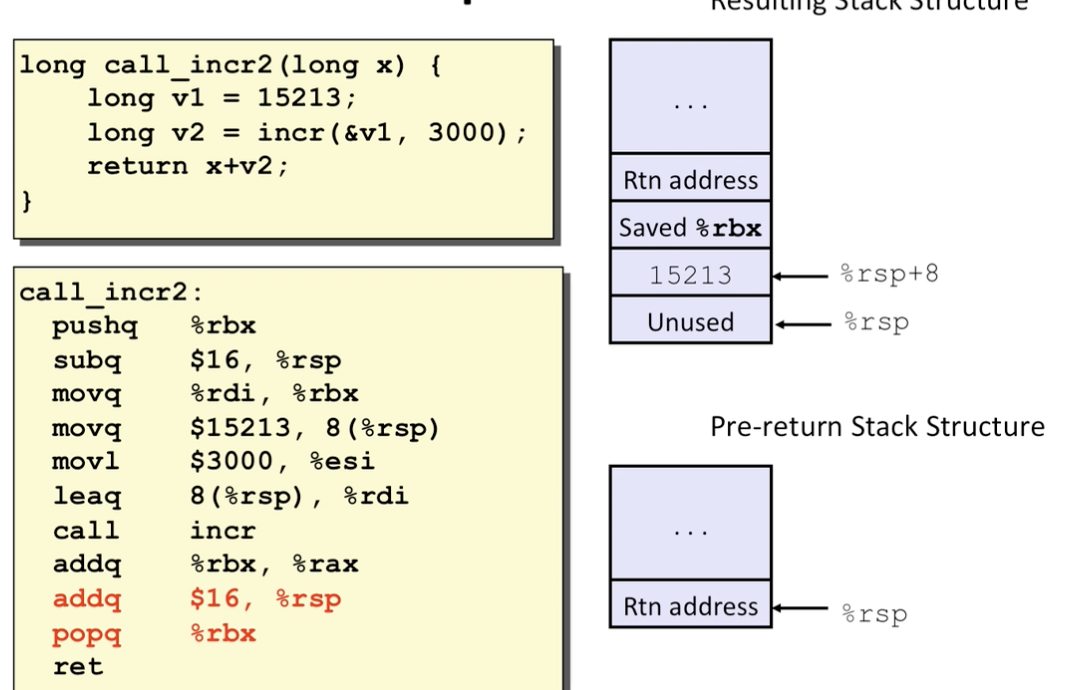 Resulting Stack Structure
long call_incr2(long x) {
    long v1 = 15213;
    long v2 = incr(&v1, 3000);
    return x+v2;
}
...
Rtn address
Saved %rbx
15213 %rsp+8
Unused %rsp
call_incr2:
  pushq   %rbx
  subq    $16, %rsp
  movq    %rdi, %rbx
  movq    $15213, 8(%rsp)
  movl    $3000, %esi
  leaq    8(%rsp), %rdi
  call    incr
  addq    %rbx, %rax
  addq    $16, %rsp
  popq    %rbx
  ret
Pre-return Stack Structure
...
Rtn address %rsp